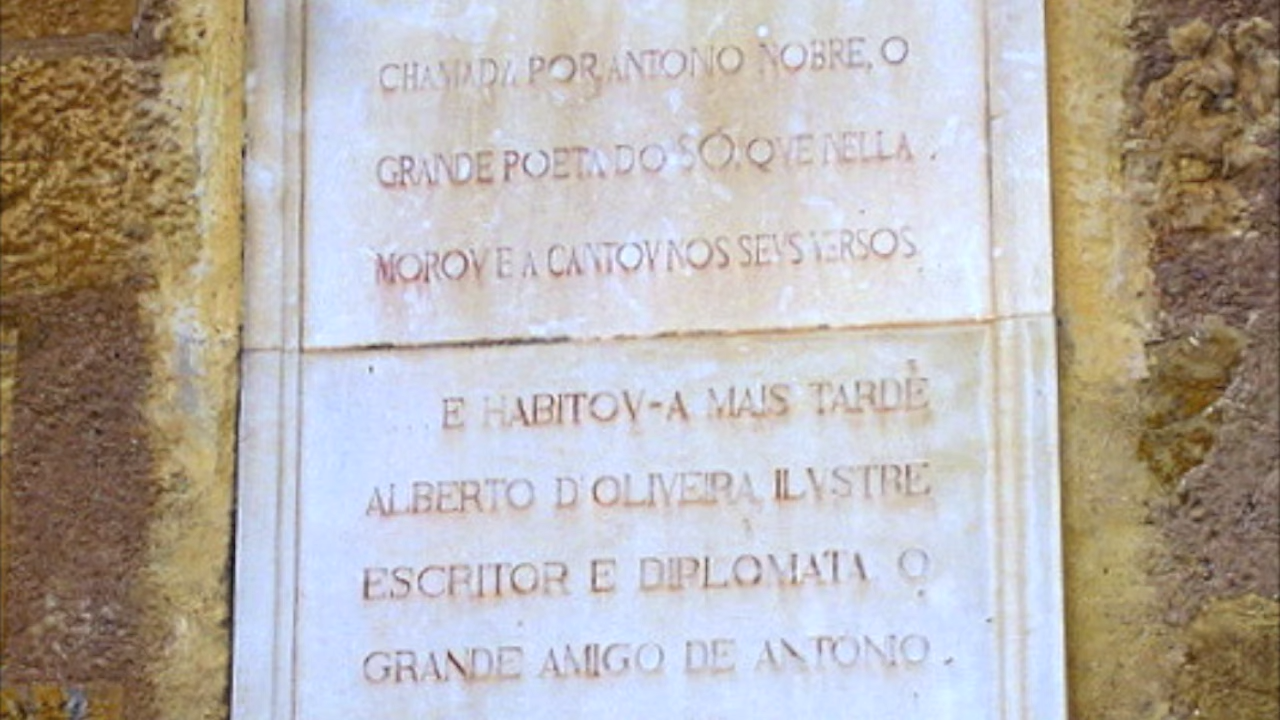 CHAMADA POR ANTONIO NOBRE, O
GRANDE POETA DO SÓ, QVE NELLA
MOROV E A CANTOV NOS SEVS VERSOS
... E HABITOV-A MAIS TARDE
ALBERTO D'OLIVEIRA, ILVSTRE
ESCRITOR E DIPLOMATA O
GRANDE AMIGO DE ANTONIO